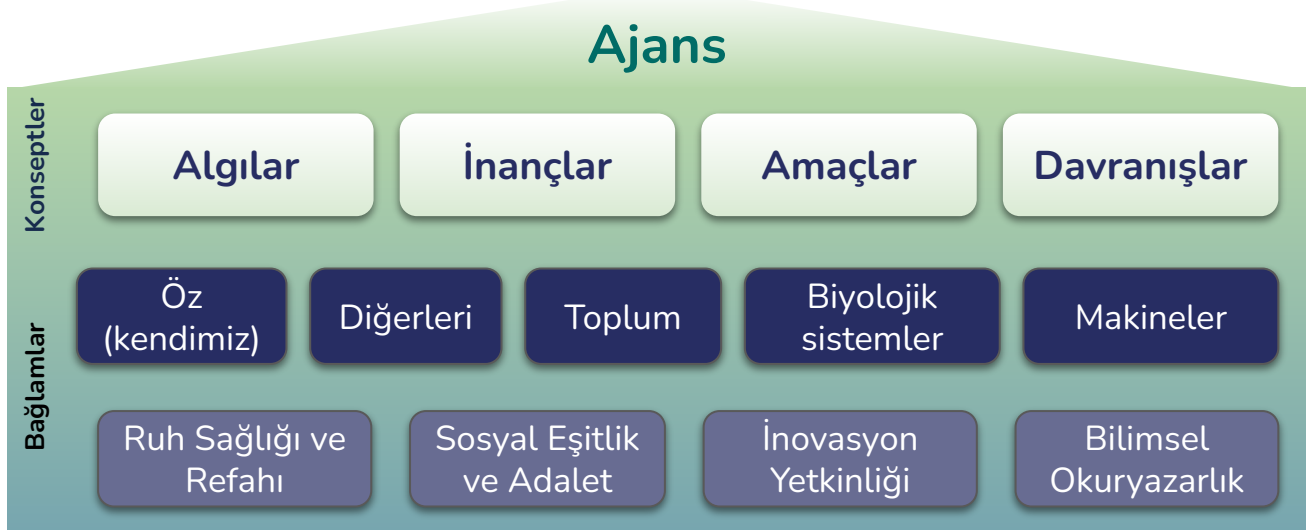 Ajans
Konseptler
Algılar
İnançlar
Amaçlar
Davranışlar
Bağlamlar
Öz
(kendimiz)
Diğerleri
Toplum
Biyolojik
sistemler
Makineler
Ruh Sağlığı ve
Refahı
Sosyal Eşitlik
ve Adalet
İnovasyon
Yetkinliği
Bilimsel
Okuryazarlık